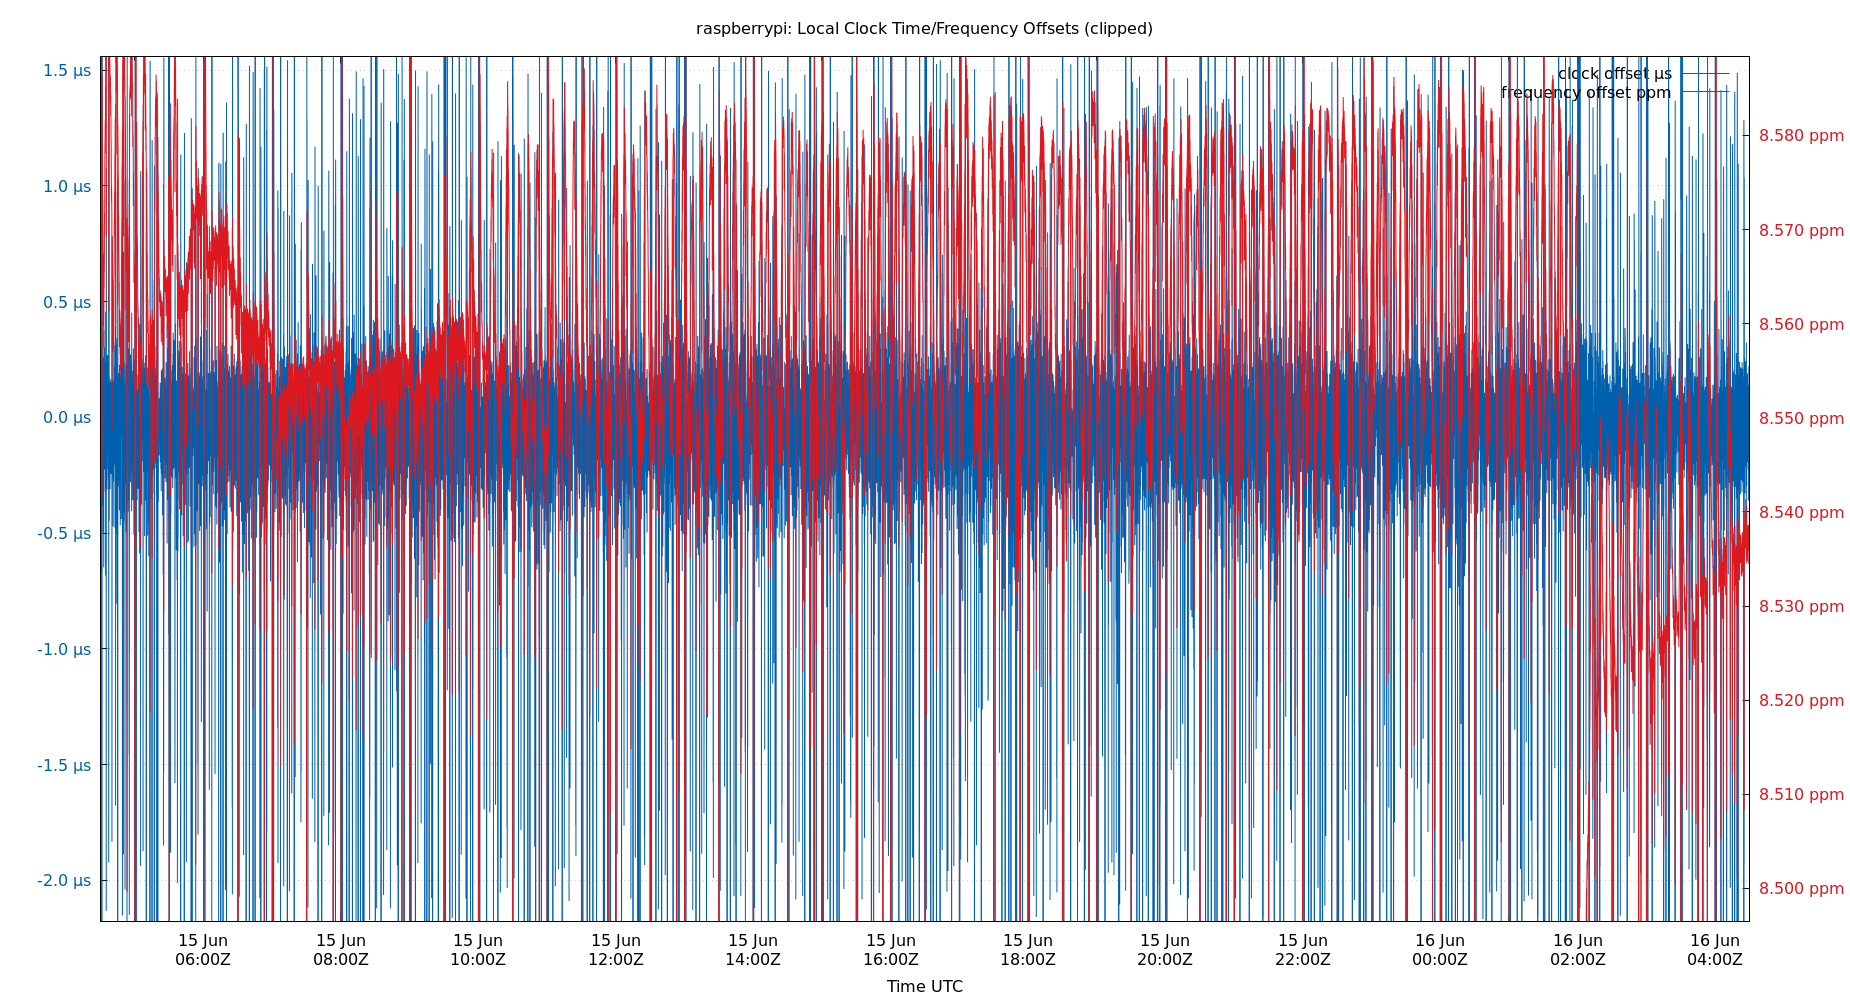 raspberrypi: Local Clock Time/Frequency Offsets (clipped)
clock offset µs
frequency offset ppm
1.5 µs
1.0 µs
0.5 µs
0.0 µs
-0.5 µs
-1.0 µs
-1.5 µs
-2.0 µs
8.580 ppm
8.570 ppm
8.560 ppm
8.550 ppm
8.540 ppm
8.530 ppm
8.520 ppm
8.510 ppm
8.500 ppm
15 Jun
06:00Z
15 Jun
08:00Z
15 Jun
10:00Z
15 Jun
12:00Z
15 Jun
14:00Z
15 Jun
16:00Z
15 Jun
18:00Z
15 Jun
20:00Z
15 Jun
22:00Z
16 Jun
00:00Z
16 Jun
02:00Z
16 Jun
04:00Z
Time UTC